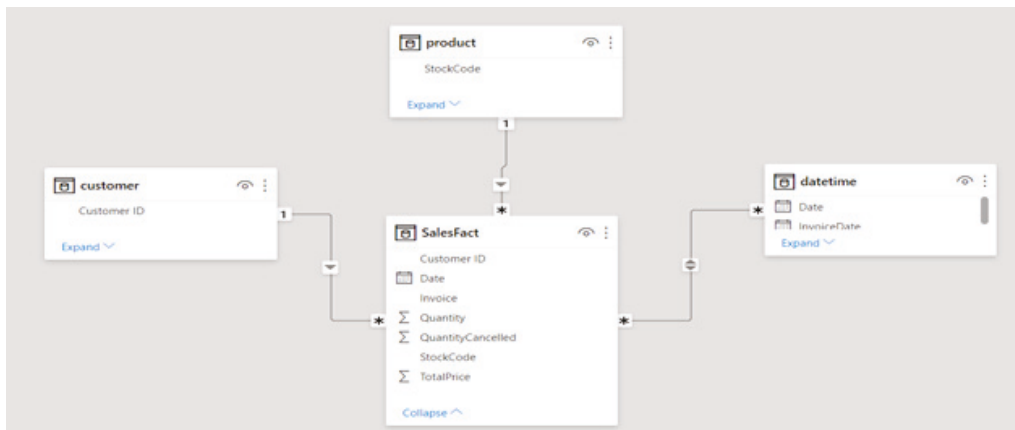 product
StockCode
Expand
1
customer
Customer ID
1
Expand
datetime
Date
InvoiceDate
Expand
*
*
SalesFact
Customer ID
Date
Invoice
Quantity
QuantityCancelled
StockCode
TotalPrice
Collapse
*
*